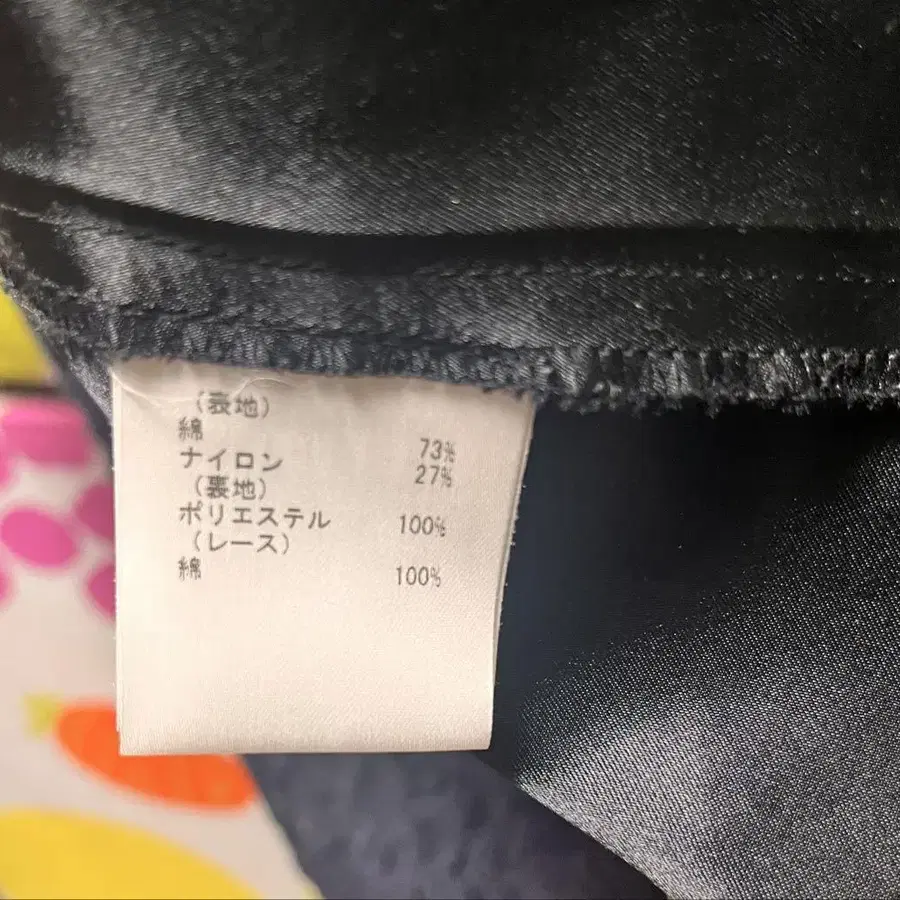 (表地)
綿 73%
ナイロン 27%
(裏地)
ポリエステル 100%
(レース)
綿 100%